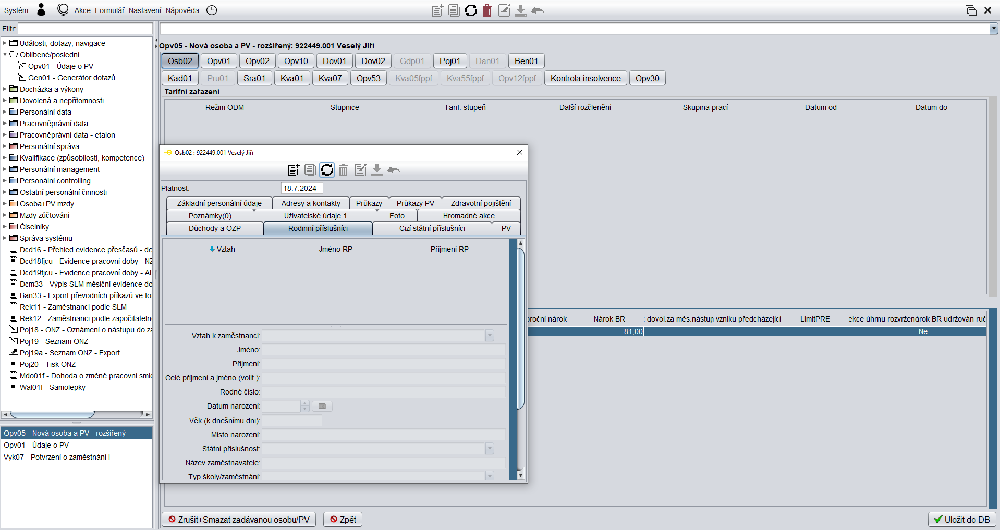 Systém Akce Formulář Nastavení Nápověda
Filtr:
Události, dotazy, navigace
Oblíbené/poslední
Opv01 - Údaje o PV
Gen01 - Generátor dotazů
Docházka a výkony
Dovolená a nepřítomnosti
Personální data
Pracovněprávní data
Pracovněprávní data - etalon
Personální správa
Kvalifikace (způsobilosti, kompetence)
Personální management
Personální controlling
Ostatní personální činnosti
Osoba+PV mzdy
Mzdy zúčtování
Číselníky
Správa systému
Dcd16 - Přehled evidence přesčasů - de
Dcd18fjcu - Evidence pracovní doby - NZ
Dcd19fjcu - Evidence pracovní doby - AF
Dcm33 - Výpis SLM měsíční evidence do
Ban33 - Export převodních příkazů ve for
Rek11 - Zaměstnanci podle SLM
Rek12 - Zaměstnanci podle započitatelne
Poj18 - ONZ - Oznámení o nástupu do za
Poj19 - Seznam ONZ
Poj19a - Seznam ONZ - Export
Poj20 - Tisk ONZ
Mdo01f - Dohoda o změně pracovní smlo
Wal01f - Samolepky
Opv05 - Nová osoba a PV - rozšířený
Opv01 - Údaje o PV
Vyk07 - Potvrzení o zaměstnání I
Opv05 - Nová osoba a PV - rozšířený: 922449.001 Veselý Jiří
Osb02 Opv01 Opv02 Opv10 Dov01 Dov02 Gdp01 Poj01 Dan01 Ben01
Kad01 Pru01 Sra01 Kva01 Kva07 Opv53 Kva05fppf Kva55fppf Opv12fppf Kontrola insolvence Opv30
Tarifní zařazení
Režim ODM Stupnice Tarif. stupeň Další rozčlenění Skupina prací Datum od Datum do
Osb02 : 922449.001 Veselý Jiří
Platnost: 18.7.2024
Základní personální údaje Adresy a kontakty Průkazy Průkazy PV Zdravotní pojištění
Poznámky(0) Uživatelské údaje 1 Foto Hromadné akce
Důchody a OZP Rodinní příslušníci Cizí státní příslušníci PV
Vztah Jméno RP Příjmení RP
Vztah k zaměstnanci:
Jméno:
Příjmení:
Celé příjmení a jméno (volit.):
Rodné číslo:
Datum narození:
Věk (k dnešnímu dni):
Místo narození:
Státní příslušnost:
Název zaměstnavatele:
Typ školy/zaměstnání:
oroční nárok Nárok BR dovol.za měs.nástup vzniku předcházející LimitPRE ekce úhrnu rozvržené árok BR udržován ruč
81,00 Ne
Zrušit+Smazat zadávanou osobu/PV Zpět Uložit do DB